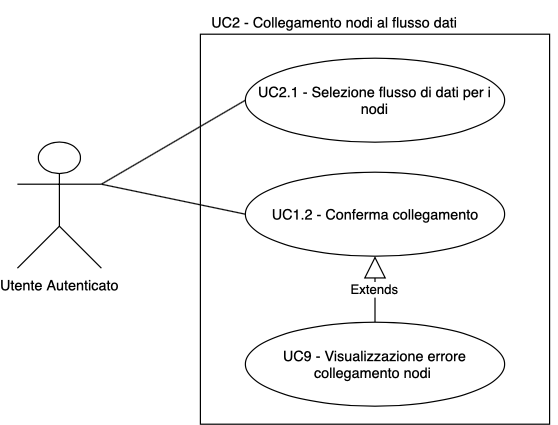 UC2 - Collegamento nodi al flusso dati
UC2.1 - Selezione flusso di dati per i
nodi
UC1.2 - Conferma collegamento
Utente Autenticato
Extends
UC9 - Visualizzazione errore
collegamento nodi